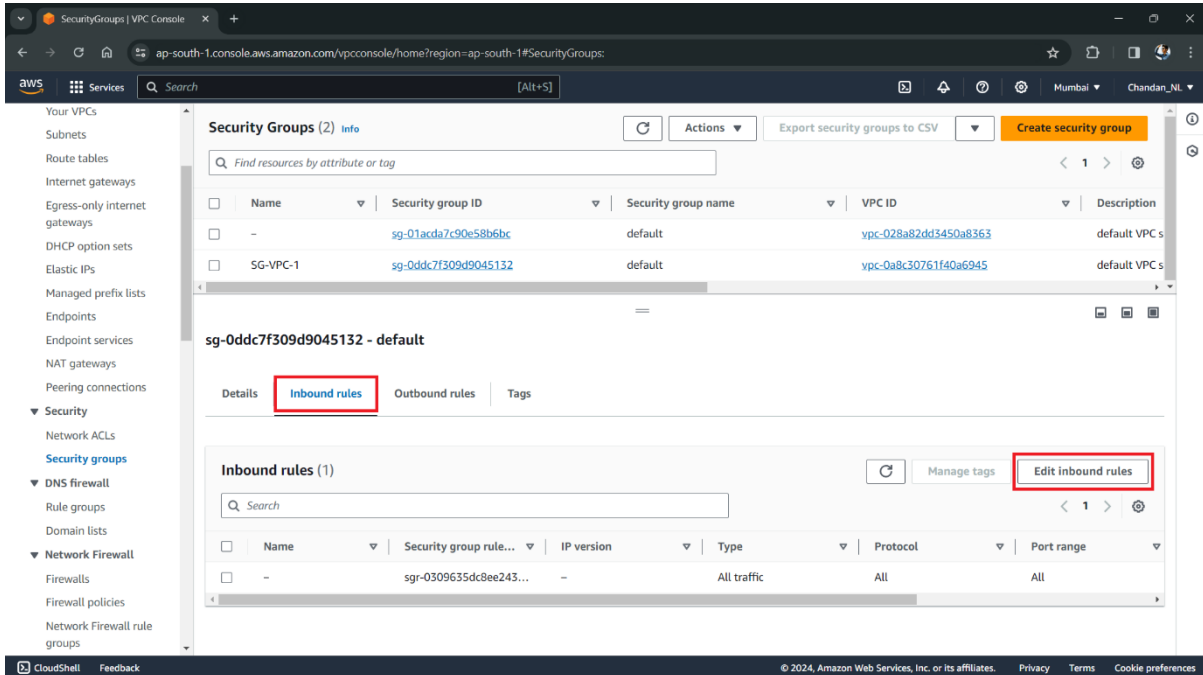 SecurityGroups | VPC Console
ap-south-1.console.aws.amazon.com/vpcconsole/home?region=ap-south-1#SecurityGroups:
aws Services Search [Alt+S] Mumbai Chandan_NL
Your VPCs
Subnets
Route tables
Internet gateways
Egress-only internet
gateways
DHCP option sets
Elastic IPs
Managed prefix lists
Endpoints
Endpoint services
NAT gateways
Peering connections
Security
Network ACLs
Security groups
DNS firewall
Rule groups
Domain lists
Network Firewall
Firewalls
Firewall policies
Network Firewall rule
groups
Security Groups (2) Info Actions Export security groups to CSV Create security group
Find resources by attribute or tag 1
Name Security group ID Security group name VPC ID Description
– sg-01acda7c90e58b6bc default vpc-028a82dd3450a8363 default VPC s
SG-VPC-1 sg-0ddc7f309d9045132 default vpc-0a8c30761f40a6945 default VPC s
sg-0ddc7f309d9045132 - default
Details Inbound rules Outbound rules Tags
Inbound rules (1) Manage tags Edit inbound rules
Search 1
Name Security group rule... IP version Type Protocol Port range
– sgr-0309635dc8ee243... – All traffic All All
CloudShell Feedback © 2024, Amazon Web Services, Inc. or its affiliates. Privacy Terms Cookie preferences